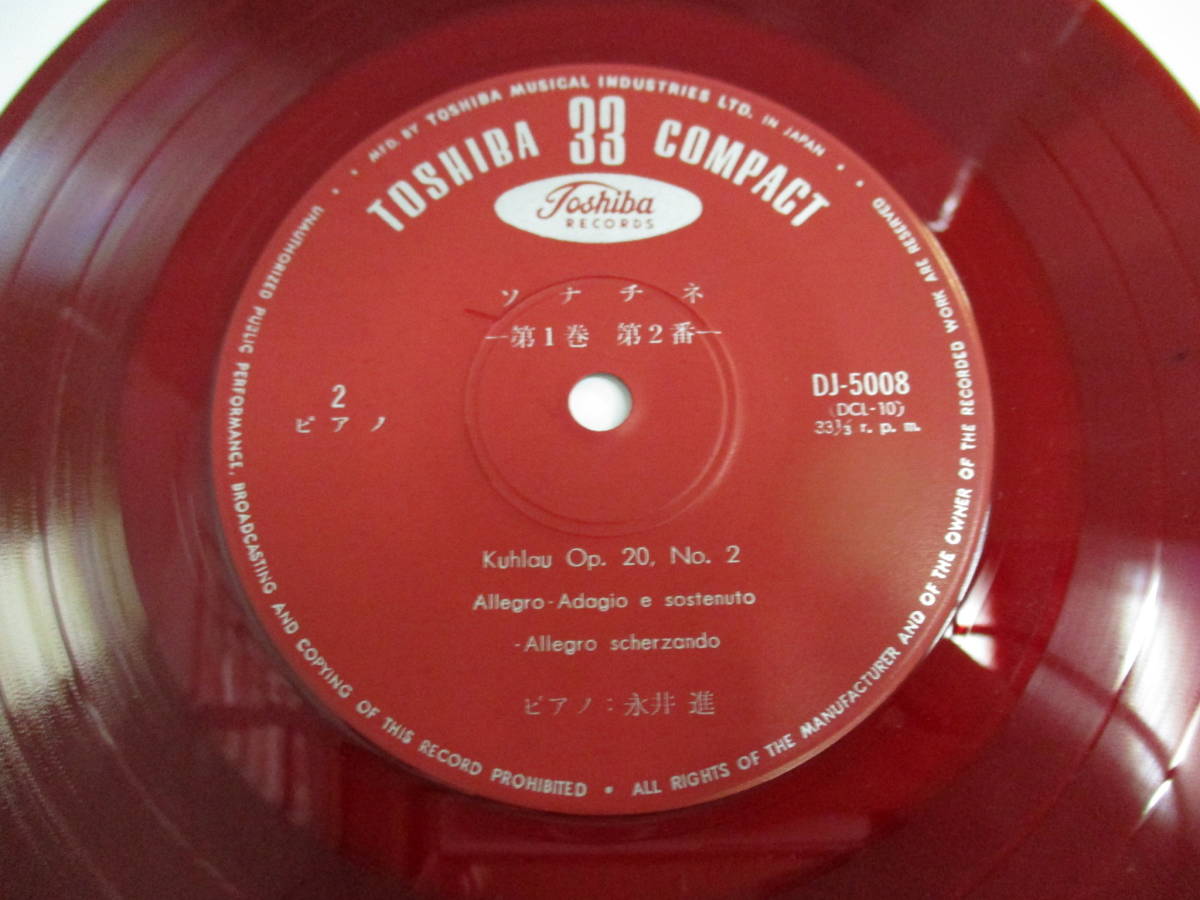 • MFD. BY TOSHIBA MUSICAL INDUSTRIES LTD. IN JAPAN •
TOSHIBA 33 COMPACT
Toshiba
RECORDS
ソナチネ
—第1巻 第2番—
2
ピアノ
DJ-5008
(DCL-10)
33⅓ r. p. m.
Kuhlau Op. 20, No. 2
Allegro-Adagio e sostenuto
-Allegro scherzando
ピアノ：永井 進
• UNAUTHORIZED PUBLIC PERFORMANCE, BROADCASTING AND COPYING OF THIS RECORD PROHIBITED • ALL RIGHTS OF THE MANUFACTURER AND OF THE OWNER OF THE RECORDED WORK ARE RESERVED •